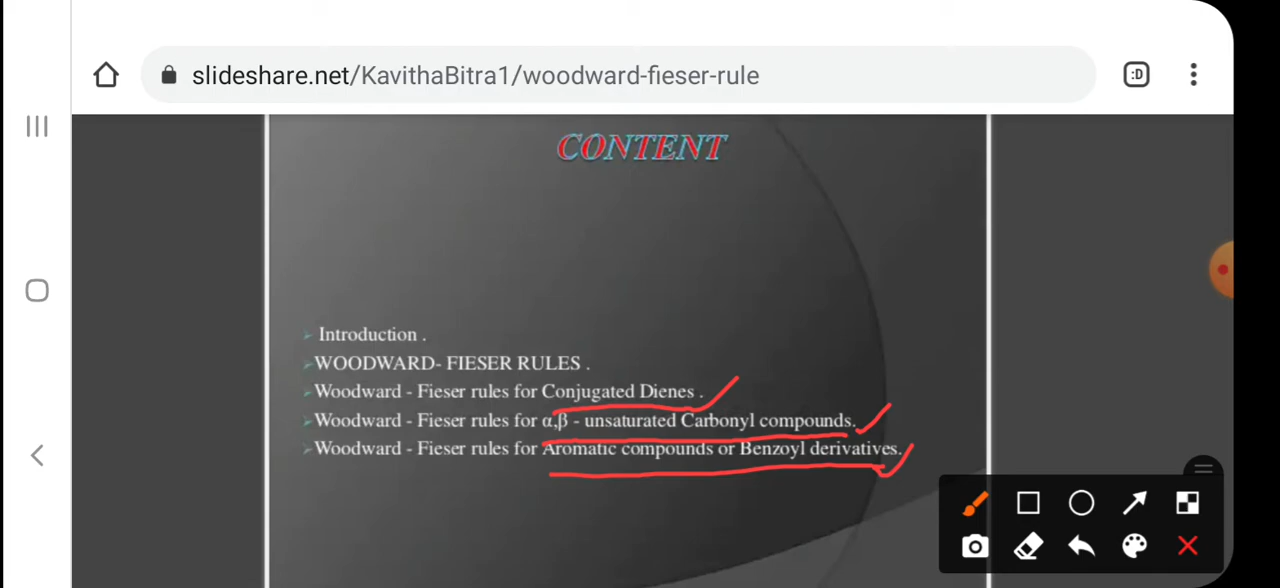 slideshare.net/KavithaBitra1/woodward-fieser-rule
:D
CONTENT
Introduction .
WOODWARD- FIESER RULES .
Woodward - Fieser rules for Conjugated Dienes .
Woodward - Fieser rules for α,β - unsaturated Carbonyl compounds.
Woodward - Fieser rules for Aromatic compounds or Benzoyl derivatives.